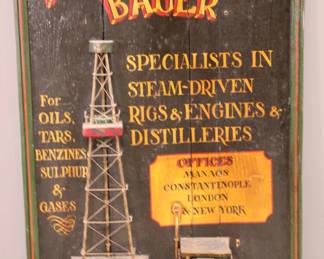 BAUER
SPECIALISTS IN
STEAM-DRIVEN
RIGS & ENGINES &
DISTILLERIES
For
OILS,
TARS,
BENZINES,
SULPHUR
&
GASES
OFFICES
MANAOS
CONSTANTINOPLE
LONDON
& NEW YORK